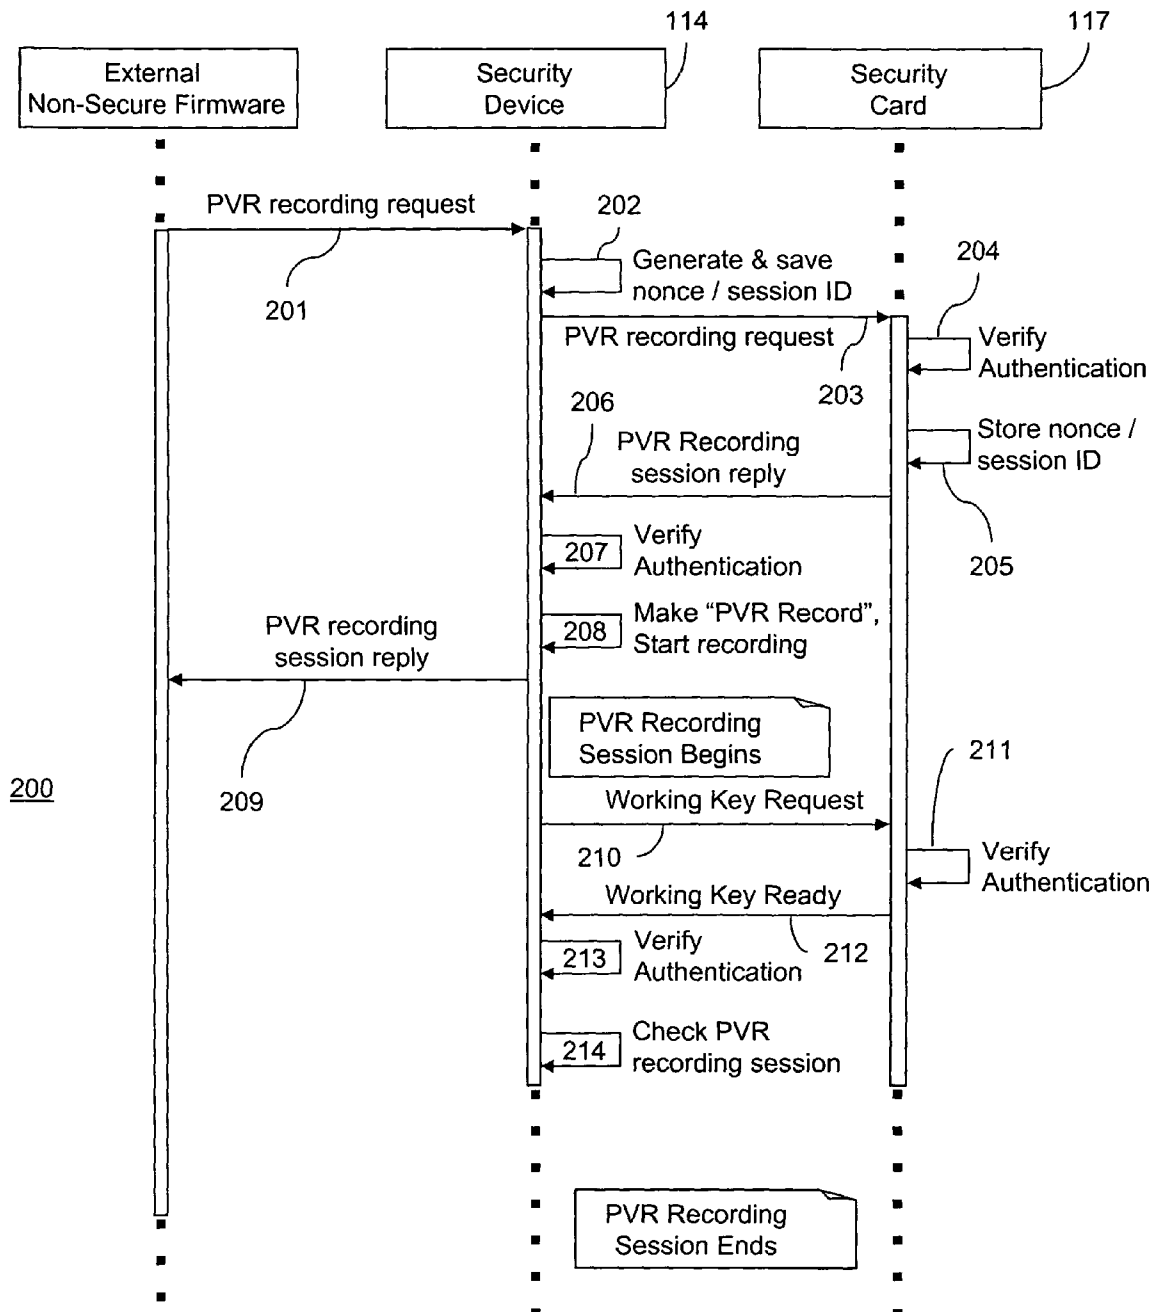 114
117
External
Non-Secure Firmware
Security
Device
Security
Card
PVR recording request
201
202
Generate & save
nonce / session ID
PVR recording request
203
204
Verify
Authentication
206
PVR Recording
session reply
Store nonce /
session ID
205
207
Verify
Authentication
208
Make “PVR Record”,
Start recording
PVR recording
session reply
209
PVR Recording
Session Begins
200
Working Key Request
210
211
Verify
Authentication
Working Key Ready
212
213
Verify
Authentication
214
Check PVR
recording session
PVR Recording
Session Ends